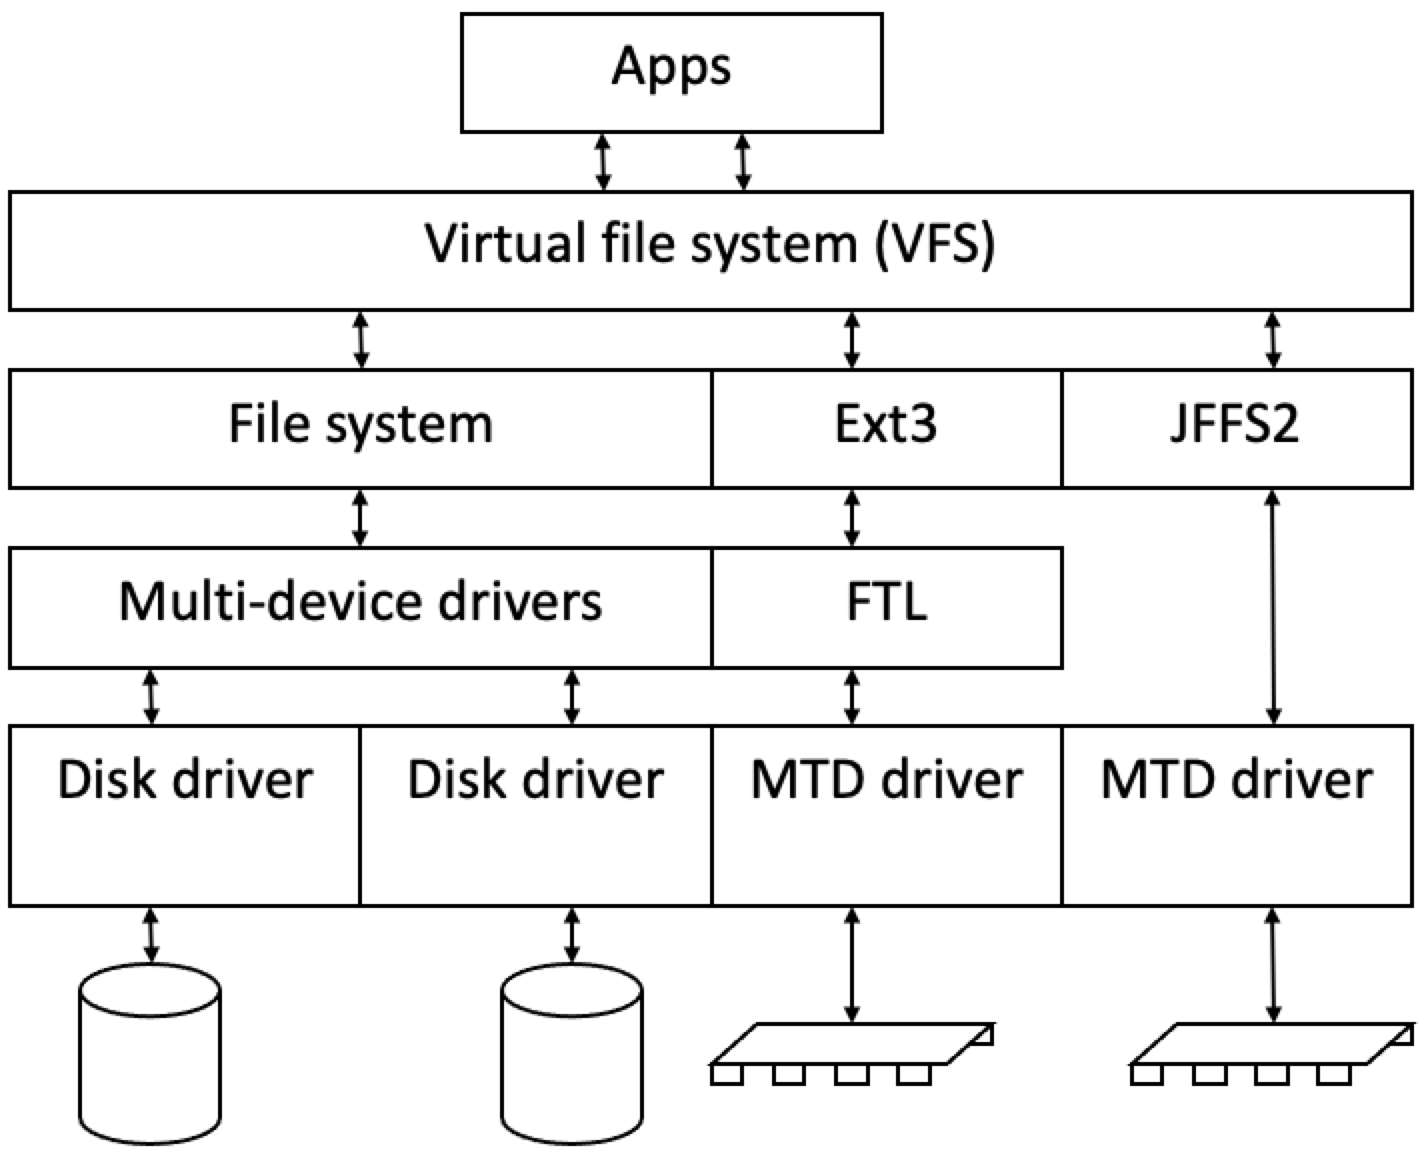 Apps
Virtual file system (VFS)
File system
Ext3
JFFS2
Multi-device drivers
FTL
Disk driver
Disk driver
MTD driver
MTD driver